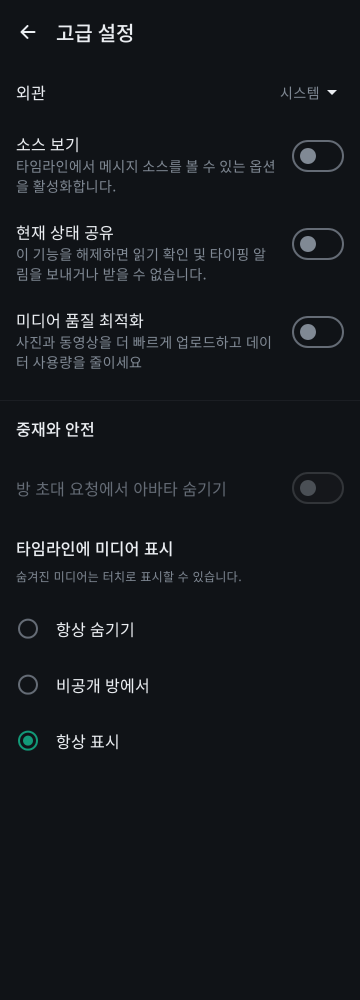 고급 설정
외관
시스템
소스 보기
타임라인에서 메시지 소스를 볼 수 있는 옵션
을 활성화합니다.
현재 상태 공유
이 기능을 해제하면 읽기 확인 및 타이핑 알
림을 보내거나 받을 수 없습니다.
미디어 품질 최적화
사진과 동영상을 더 빠르게 업로드하고 데이
터 사용량을 줄이세요
중재와 안전
방 초대 요청에서 아바타 숨기기
타임라인에 미디어 표시
숨겨진 미디어는 터치로 표시할 수 있습니다.
항상 숨기기
비공개 방에서
항상 표시